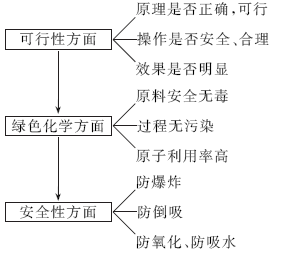 原理是否正确,可行
可行性方面
操作是否安全、合理
效果是否明显
原料安全无毒
绿色化学方面
过程无污染
原子利用率高
防爆炸
安全性方面
防倒吸
防氧化、防吸水